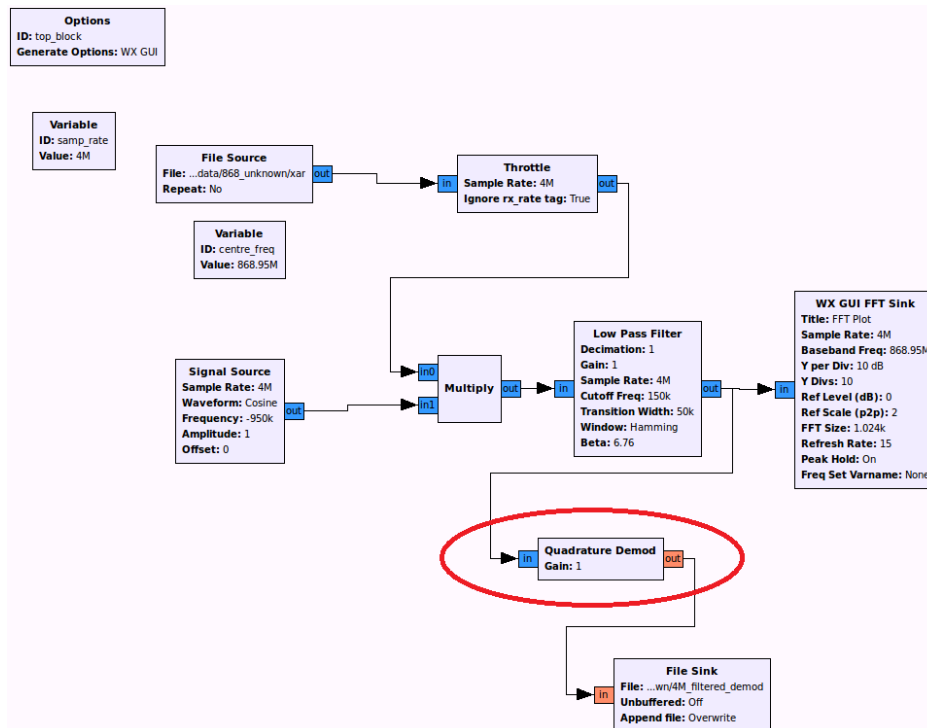 Options
ID: top_block
Generate Options: WX GUI
Variable
ID: samp_rate
Value: 4M
File Source
File: ...data/868_unknown/xar
Repeat: No
out
in
Throttle
Sample Rate: 4M
Ignore rx_rate tag: True
out
Variable
ID: centre_freq
Value: 868.95M
Signal Source
Sample Rate: 4M
Waveform: Cosine
Frequency: -950k
Amplitude: 1
Offset: 0
out
in0
in1
Multiply
out
in
Low Pass Filter
Decimation: 1
Gain: 1
Sample Rate: 4M
Cutoff Freq: 150k
Transition Width: 50k
Window: Hamming
Beta: 6.76
out
in
WX GUI FFT Sink
Title: FFT Plot
Sample Rate: 4M
Baseband Freq: 868.95M
Y per Div: 10 dB
Y Divs: 10
Ref Level (dB): 0
Ref Scale (p2p): 2
FFT Size: 1.024k
Refresh Rate: 15
Peak Hold: On
Freq Set Varname: None
in
Quadrature Demod
Gain: 1
out
in
File Sink
File: ...wn/4M_filtered_demod
Unbuffered: Off
Append file: Overwrite